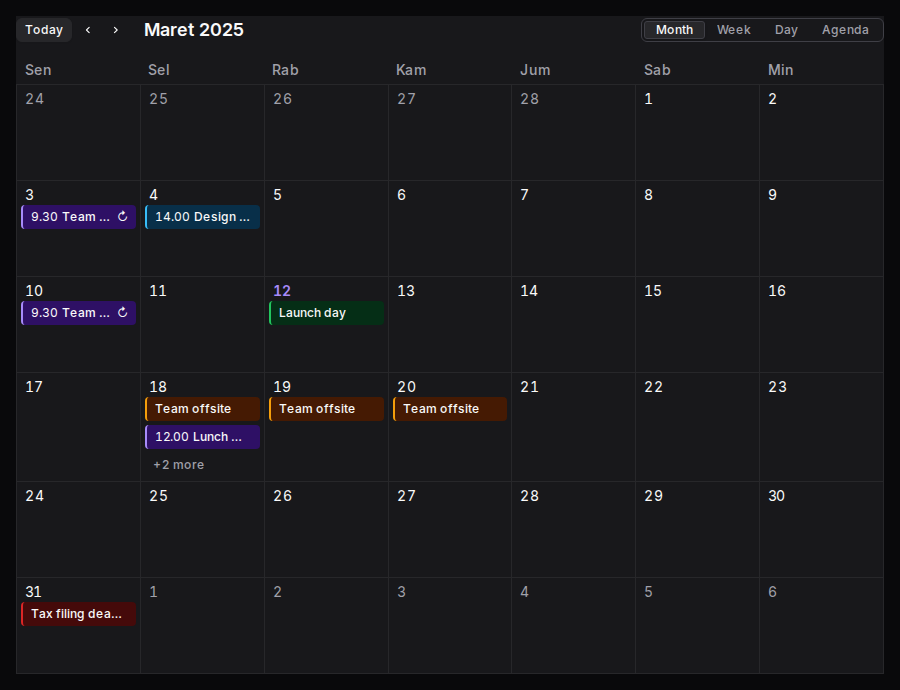 Today ‹ › Maret 2025 Month Week Day Agenda
Sen Sel Rab Kam Jum Sab Min
24 25 26 27 28 1 2
3 4 5 6 7 8 9
9.30 Team ... 14.00 Design ...
10 11 12 13 14 15 16
9.30 Team ... Launch day
17 18 19 20 21 22 23
Team offsite Team offsite Team offsite
12.00 Lunch ...
+2 more
24 25 26 27 28 29 30
31 1 2 3 4 5 6
Tax filing dea...